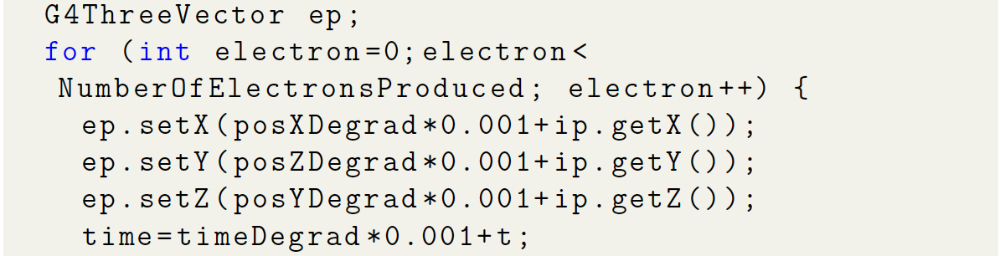 G4ThreeVector ep;
for (int electron=0;electron<
NumberOfElectronsProduced; electron++) {
ep.setX(posXDegrad*0.001+ip.getX());
ep.setY(posZDegrad*0.001+ip.getY());
ep.setZ(posYDegrad*0.001+ip.getZ());
time=timeDegrad*0.001+t;